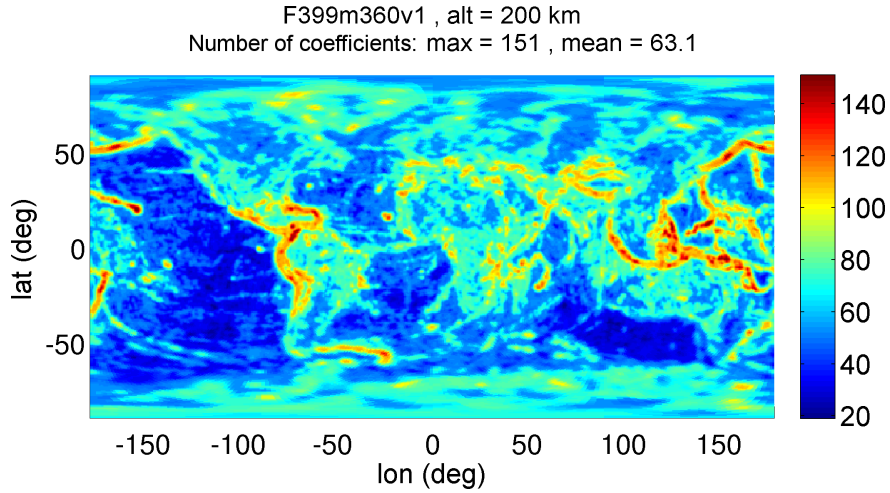 F399m360v1 , alt = 200 km
Number of coefficients: max = 151 , mean = 63.1
lat (deg)
50
0
-50
-150 -100 -50 0 50 100 150
lon (deg)
140
120
100
80
60
40
20